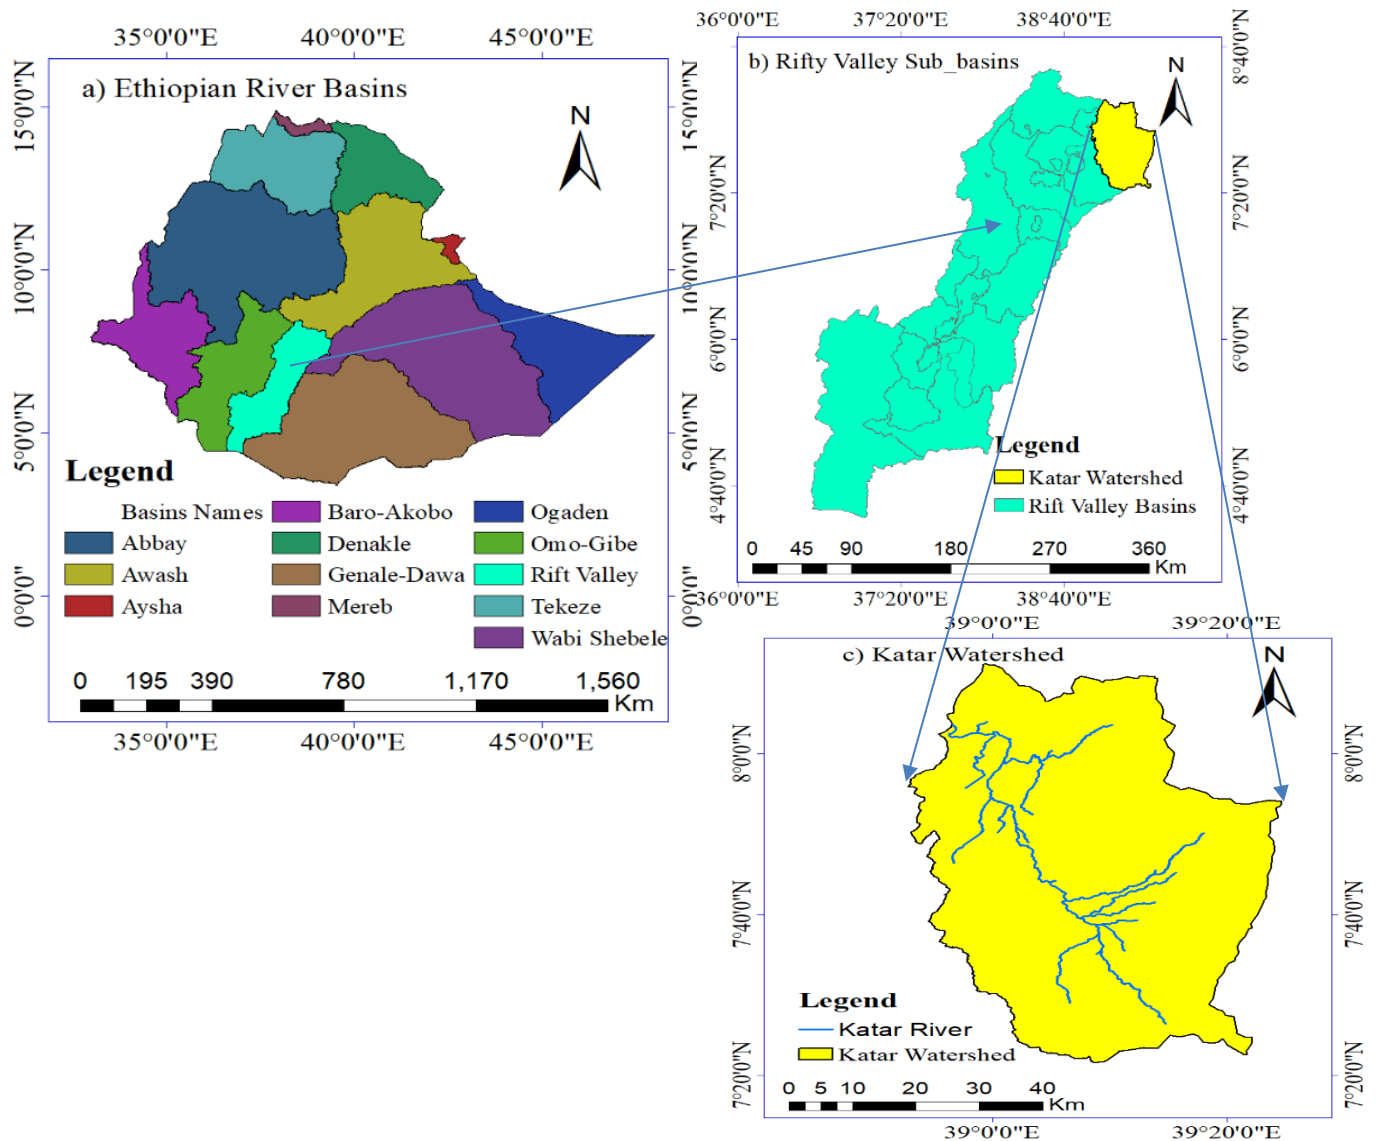 35°0'0"E 40°0'0"E 45°0'0"E
a) Ethiopian River Basins
N
15°0'0"N
10°0'0"N
5°0'0"N
0°0'0"
15°0'0"N
10°0'0"N
5°0'0"N
0°0'0"
Legend
Basins Names
Abbay
Awash
Aysha
Baro-Akobo
Denakle
Genale-Dawa
Mereb
Ogaden
Omo-Gibe
Rift Valley
Tekeze
Wabi Shebele
0 195 390 780 1,170 1,560
Km
35°0'0"E 40°0'0"E 45°0'0"E
36°0'0"E 37°20'0"E 38°40'0"E
b) Rifty Valley Sub_basins
N
7°20'0"N
6°0'0"N
4°40'0"N
8°40'0"N
7°20'0"N
6°0'0"N
4°40'0"N
Legend
Katar Watershed
Rift Valley Basins
0 45 90 180 270 360
Km
36°0'0"E 37°20'0"E 38°40'0"E
39°0'0"E 39°20'0"E
c) Katar Watershed
N
8°0'0"N
7°40'0"N
7°20'0"N
8°0'0"N
7°40'0"N
7°20'0"N
Legend
Katar River
Katar Watershed
0 5 10 20 30 40
Km
39°0'0"E 39°20'0"E